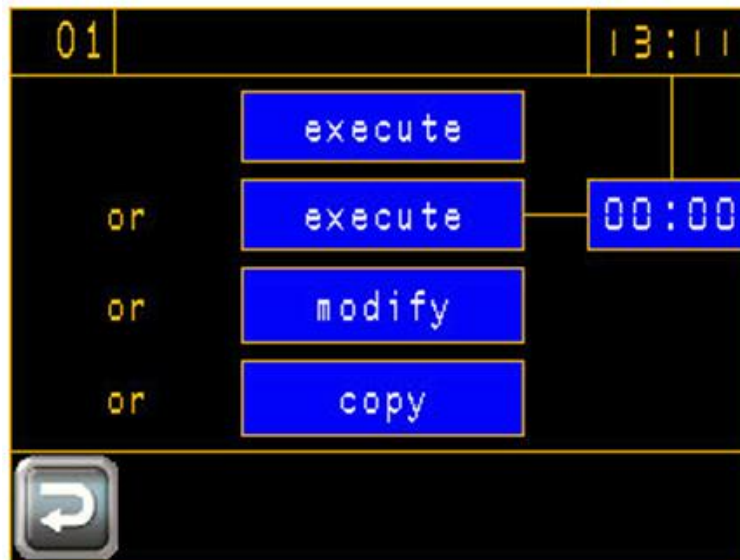 01 13:11
execute
or execute 00:00
or modify
or copy